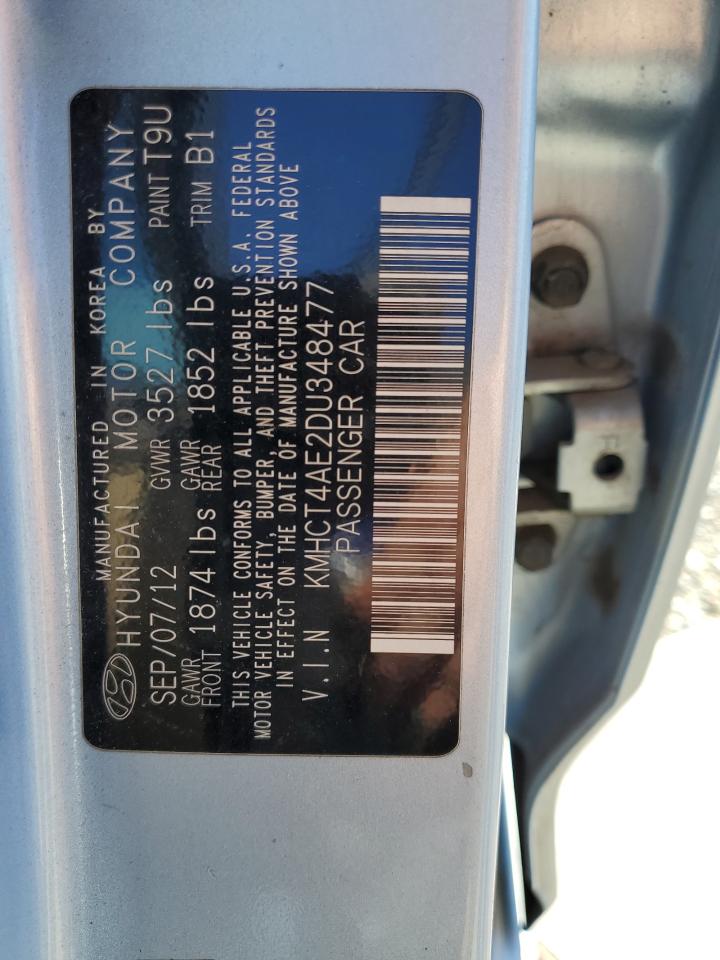 MANUFACTURED IN KOREA BY
HYUNDAI MOTOR COMPANY
SEP/07/12 GVWR 3527 lbs PAINT T9U
GAWR FRONT 1874 lbs GAWR REAR 1852 lbs TRIM B1
THIS VEHICLE CONFORMS TO ALL APPLICABLE U.S.A. FEDERAL
MOTOR VEHICLE SAFETY, BUMPER, AND THEFT PREVENTION STANDARDS
IN EFFECT ON THE DATE OF MANUFACTURE SHOWN ABOVE
V.I.N KMHCT4AE2DU348477
PASSENGER CAR